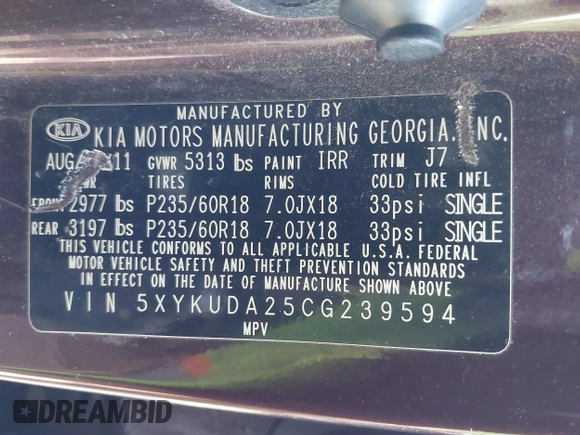 MANUFACTURED BY
KIA KIA MOTORS MANUFACTURING GEORGIA, INC.
GVWR 5313 lbs PAINT IRR TRIM J7
TIRES RIMS COLD TIRE INFL
FRONT 2977 lbs P235/60R18 7.0JX18 33psi SINGLE
REAR 3197 lbs P235/60R18 7.0JX18 33psi SINGLE
THIS VEHICLE CONFORMS TO ALL APPLICABLE U.S.A. FEDERAL
MOTOR VEHICLE SAFETY AND THEFT PREVENTION STANDARDS
IN EFFECT ON THE DATE OF MANUFACTURE SHOWN ABOVE
VIN 5XYKUDA25CG239594
MPV
DREAMBID